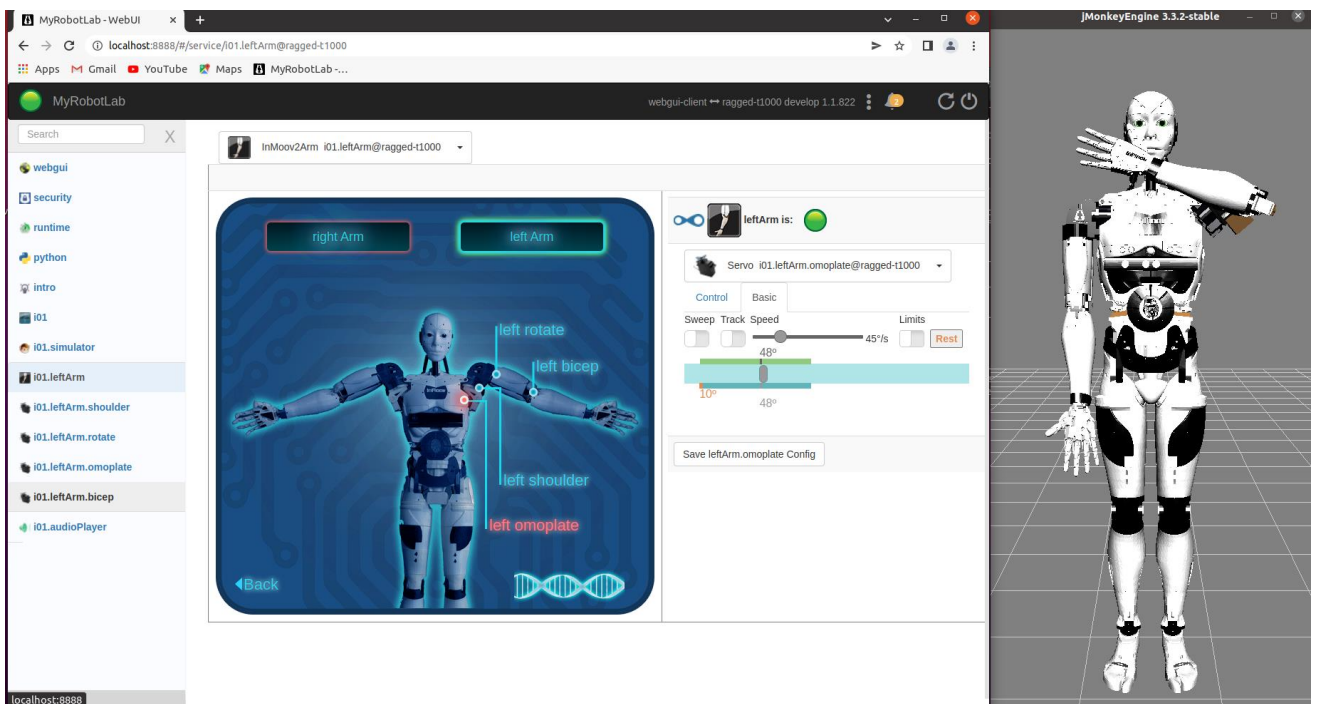 MyRobotLab - WebUI
jMonkeyEngine 3.3.2-stable
localhost:8888/#/service/i01.leftArm@ragged-t1000
Apps
Gmail
YouTube
Maps
MyRobotLab -...
MyRobotLab
webgui-client ↔ ragged-t1000 develop 1.1.822
2
Search
X
webgui
security
runtime
python
intro
i01
i01.simulator
i01.leftArm
i01.leftArm.shoulder
i01.leftArm.rotate
i01.leftArm.omoplate
i01.leftArm.bicep
i01.audioPlayer
localhost:8888
InMoov2Arm i01.leftArm@ragged-t1000
right Arm
left Arm
left rotate
left bicep
left shoulder
left omoplate
Back
leftArm is:
Servo i01.leftArm.omoplate@ragged-t1000
Control
Basic
Sweep Track Speed Limits
45°/s
Rest
48º
10º
48º
Save leftArm.omoplate Config